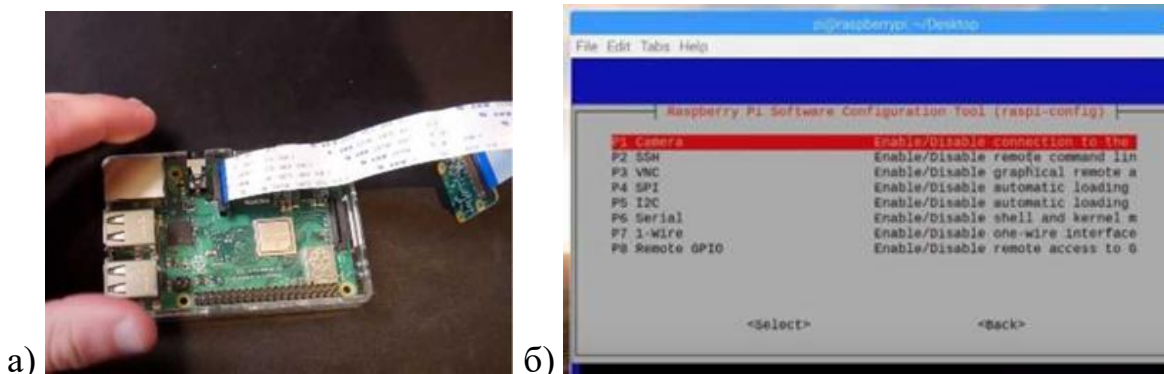 pi@raspberrypi: ~/Desktop
File Edit Tabs Help
Raspberry Pi Software Configuration Tool (raspi-config)
P1 Camera Enable/Disable connection to the
P2 SSH Enable/Disable remote command lin
P3 VNC Enable/Disable graphical remote a
P4 SPI Enable/Disable automatic loading
P5 I2C Enable/Disable automatic loading
P6 Serial Enable/Disable shell and kernel m
P7 1-Wire Enable/Disable one-wire interface
P8 Remote GPIO Enable/Disable remote access to G
<Select> <Back>
а) б)